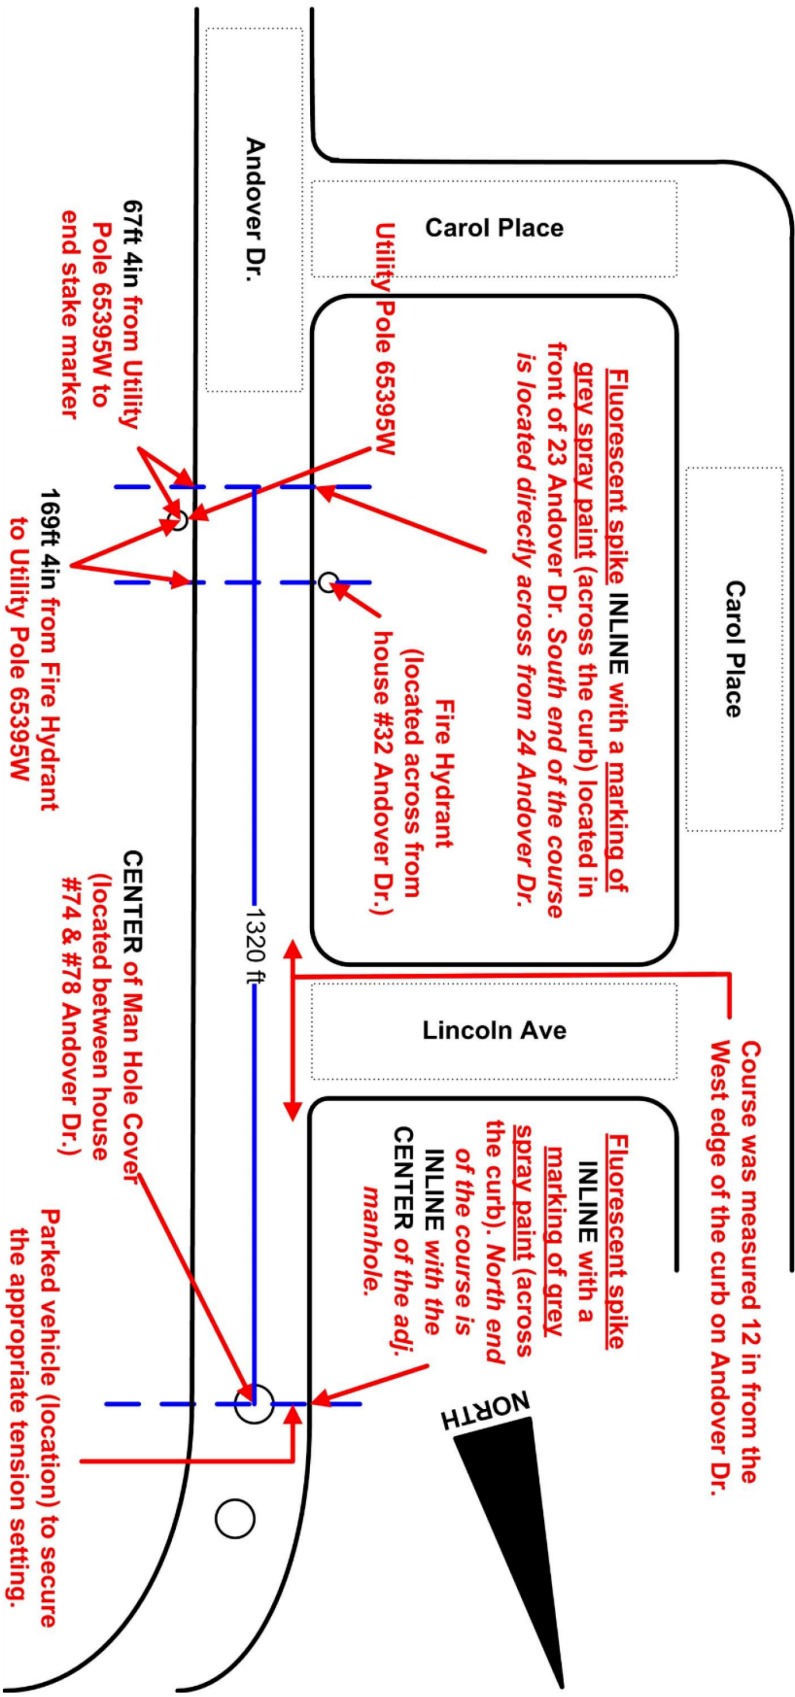 Andover Dr.
Carol Place
Carol Place
Lincoln Ave
Utility Pole 65395W
67ft 4in from Utility
Pole 65395W to
end stake marker
169ft 4in from Fire Hydrant
to Utility Pole 65395W
Fluorescent spike INLINE with a marking of
grey spray paint (across the curb) located in
front of 23 Andover Dr. South end of the course
is located directly across from 24 Andover Dr.
Fire Hydrant
(located across from
house #32 Andover Dr.)
1320 ft
CENTER of Man Hole Cover
(located between house
#74 & #78 Andover Dr.)
Course was measured 12 in from the
West edge of the curb on Andover Dr.
Fluorescent spike
INLINE with a
marking of grey
spray paint (across
the curb). North end
of the course is
INLINE with the
CENTER of the adj.
manhole.
Parked vehicle (location) to secure
the appropriate tension setting.
NORTH